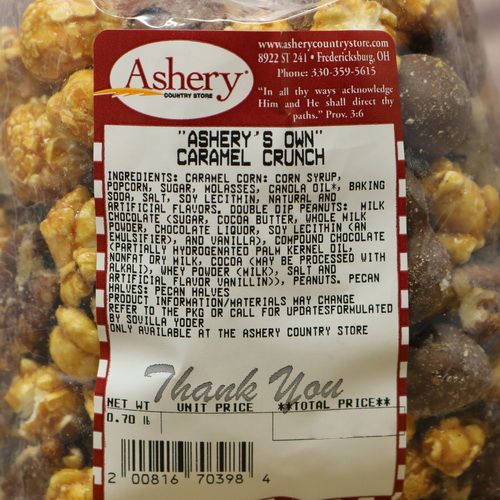 Ashery
COUNTRY STORE
www.asherycountrystore.com
8922 ST 241 • Fredericksburg, OH
Phone: 330-359-5615
"In all thy ways acknowledge
Him and He shall direct thy
paths." Prov. 3:6
"ASHERY'S OWN"
CARAMEL CRUNCH
INGREDIENTS: CARAMEL CORN: CORN SYRUP,
POPCORN, SUGAR, MOLASSES, CANOLA OIL*, BAKING
SODA, SALT, SOY LECITHIN, NATURAL AND
ARTIFICIAL FLAVORS, DOUBLE DIP PEANUTS: MILK
CHOCOLATE (SUGAR, COCOA BUTTER, WHOLE MILK
POWDER, CHOCOLATE LIQUOR, SOY LECITHIN (AN
EMULSIFIER), AND VANILLA), COMPOUND CHOCOLATE
(PARTIALLY HYDROGENATED PALM KERNEL OIL,
NONFAT DRY MILK, COCOA (MAY BE PROCESSED WITH
ALKALI), WHEY POWDER (MILK), SALT AND
ARTIFICIAL FLAVOR VANILLIN)), PEANUTS. PECAN
HALVES: PECAN HALVES
PRODUCT INFORMATION/MATERIALS MAY CHANGE
REFER TO THE PKG OR CALL FOR UPDATESFORMULATED
BY SOVILLA YODER
ONLY AVAILABLE AT THE ASHERY COUNTRY STORE
Thank You
NET WT UNIT PRICE **TOTAL PRICE**
0.70 lb
2 00816 70398 4